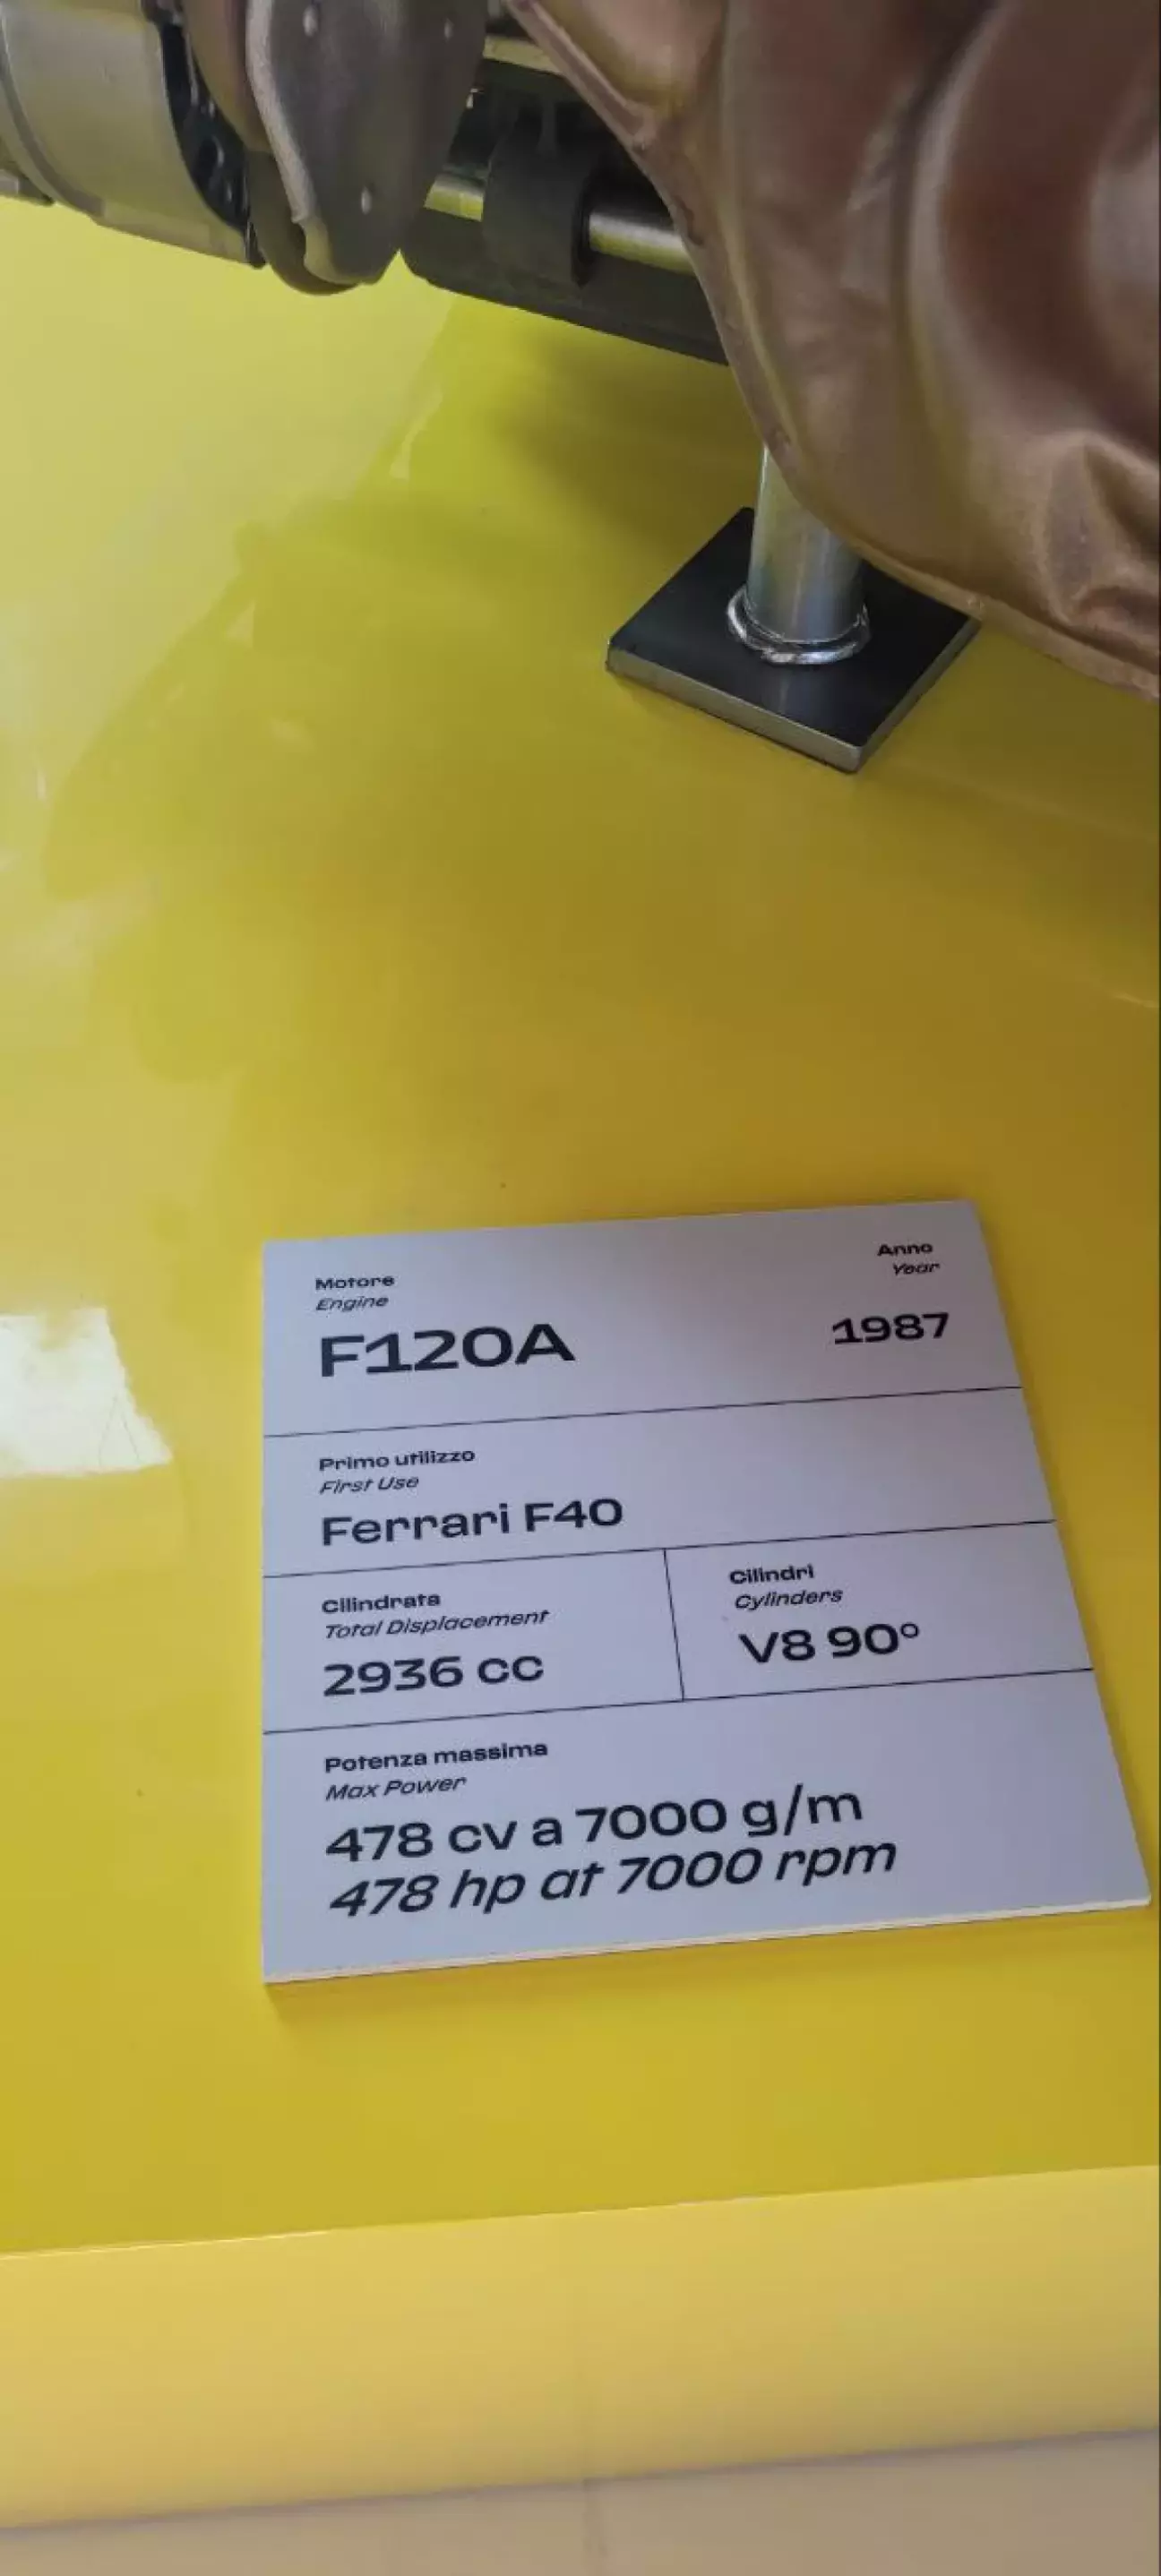 Motore
Engine
F120A
Anno
Year
1987
Primo utilizzo
First Use
Ferrari F40
Cilindrata
Total Displacement
2936 cc
Cilindri
Cylinders
V8 90°
Potenza massima
Max Power
478 cv a 7000 g/m
478 hp at 7000 rpm